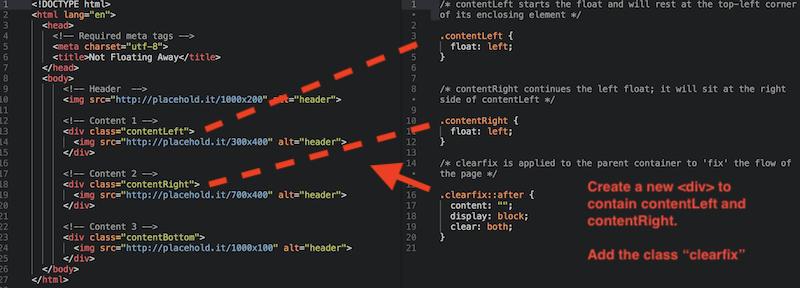 1 <!DOCTYPE html>
2 <html lang="en">
3 <head>
4 <!-- Required meta tags -->
5 <meta charset="utf-8">
6 <title>Not Floating Away</title>
7 </head>
8 <body>
9 <!-- Header -->
10 <img src="http://placehold.it/1000x200" alt="header">
11
12 <!-- Content 1 -->
13 <div class="contentLeft">
14 <img src="http://placehold.it/300x400" alt="header">
15 </div>
16
17 <!-- Content 2 -->
18 <div class="contentRight">
19 <img src="http://placehold.it/700x400" alt="header">
20 </div>
21
22 <!-- Content 3 -->
23 <div class="contentBottom">
24 <img src="http://placehold.it/1000x100" alt="header">
25 </div>
26 </body>
27 </html>
1 /* contentLeft starts the float and will rest at the top-left corner
• of its enclosing element */
2
3 .contentLeft {
4 float: left;
5 }
6
7
8 /* contentRight continues the left float; it will sit at the right
• side of contentLeft */
9
10 .contentRight {
11 float: left;
12 }
13
14 /* clearfix is applied to the parent container to 'fix' the flow of
• the page */
15
16 .clearfix::after {
17 content: "";
18 display: block;
19 clear: both;
20 }
21
Create a new <div> to
contain contentLeft and
contentRight.
Add the class “clearfix”